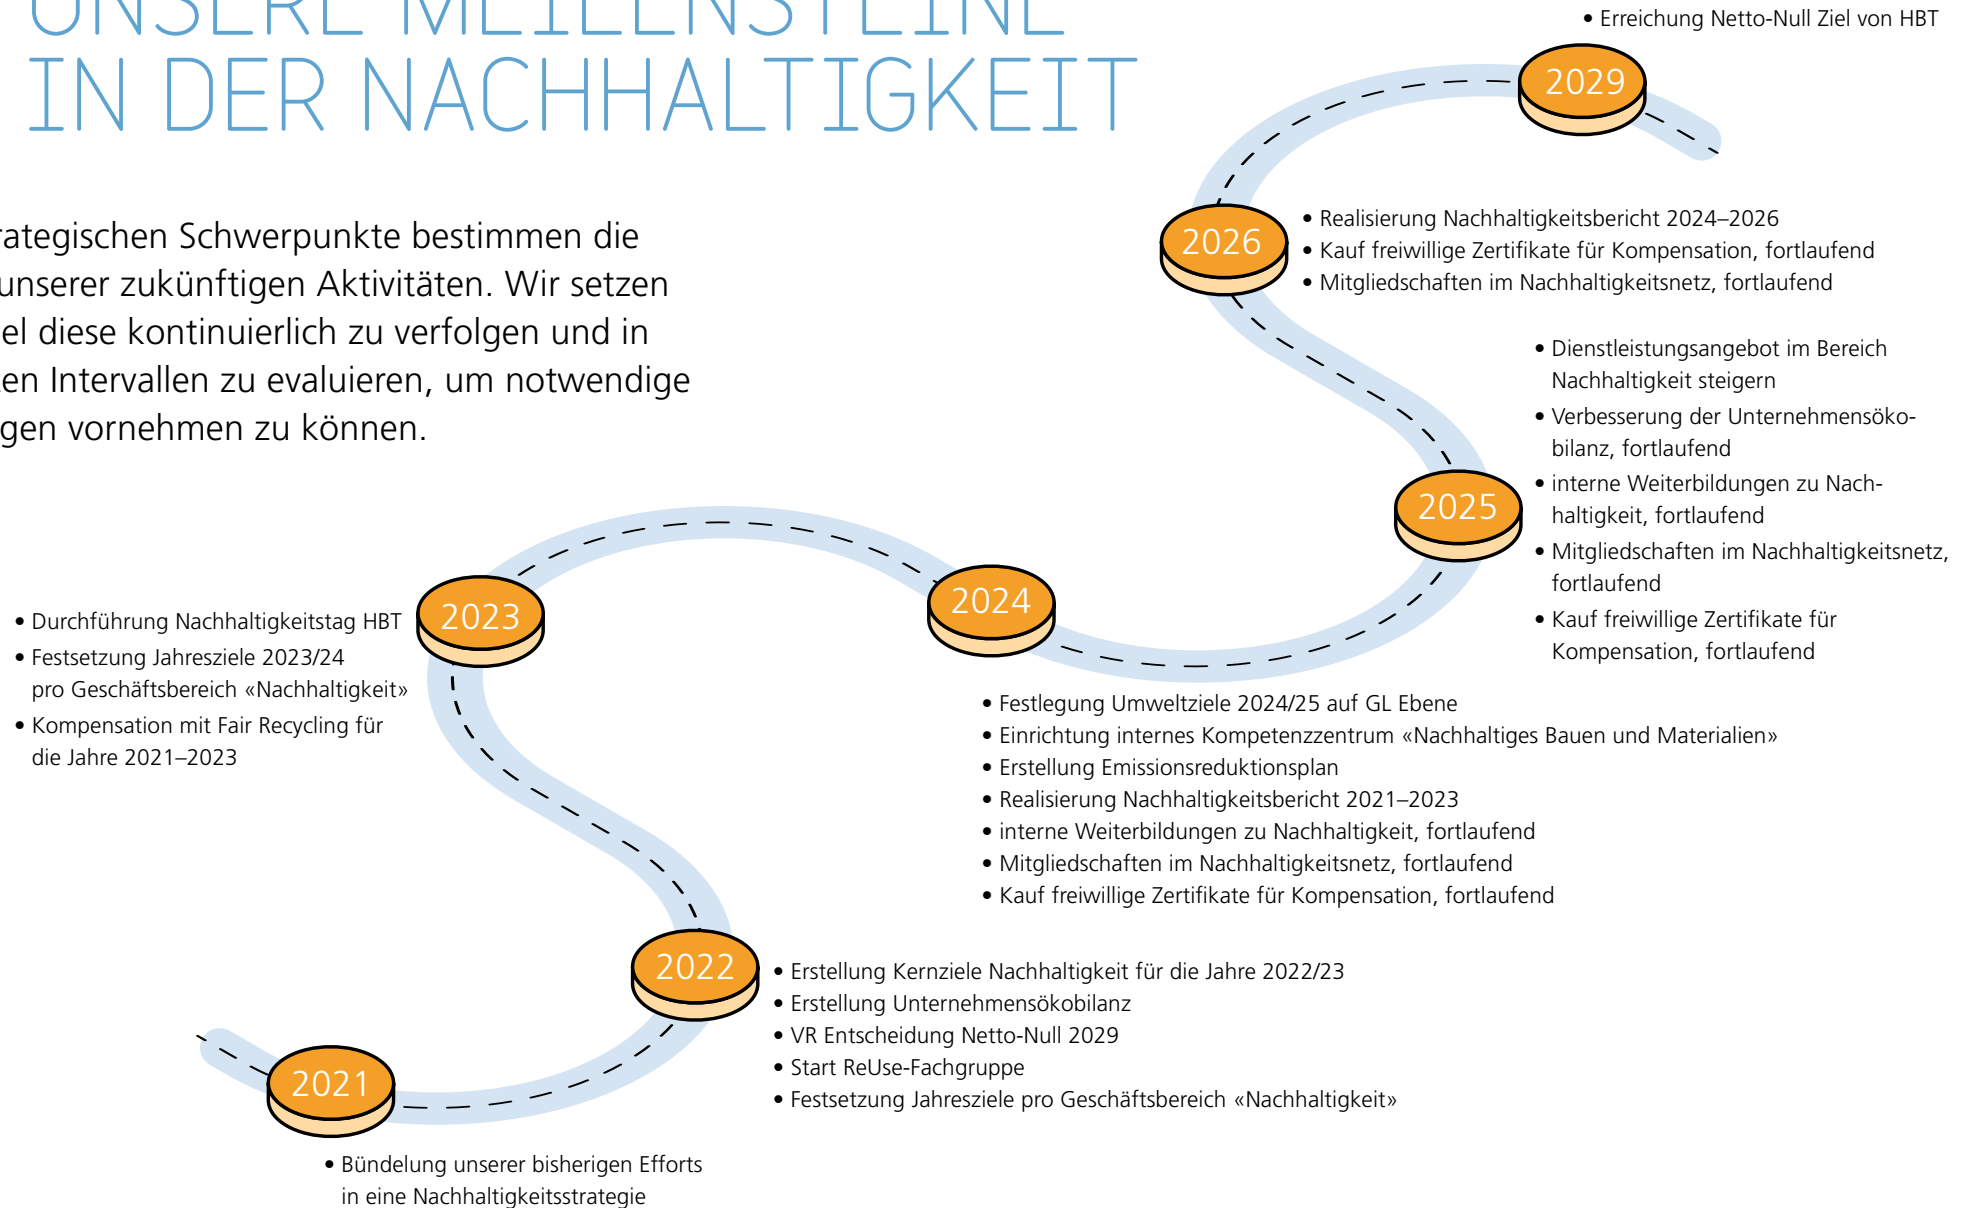 UNSERE MEILENSTEINE
IN DER NACHHALTIGKEIT
rategischen Schwerpunkte bestimmen die
unserer zukünftigen Aktivitäten. Wir setzen
el diese kontinuierlich zu verfolgen und in
en Intervallen zu evaluieren, um notwendige
gen vornehmen zu können.
• Erreichung Netto-Null Ziel von HBT
2029
2026
• Realisierung Nachhaltigkeitsbericht 2024–2026
• Kauf freiwillige Zertifikate für Kompensation, fortlaufend
• Mitgliedschaften im Nachhaltigkeitsnetz, fortlaufend
2025
• Dienstleistungsangebot im Bereich
Nachhaltigkeit steigern
• Verbesserung der Unternehmensöko-
bilanz, fortlaufend
• interne Weiterbildungen zu Nach-
haltigkeit, fortlaufend
• Mitgliedschaften im Nachhaltigkeitsnetz,
fortlaufend
• Kauf freiwillige Zertifikate für
Kompensation, fortlaufend
2023
• Durchführung Nachhaltigkeitstag HBT
• Festsetzung Jahresziele 2023/24
pro Geschäftsbereich «Nachhaltigkeit»
• Kompensation mit Fair Recycling für
die Jahre 2021–2023
2024
• Festlegung Umweltziele 2024/25 auf GL Ebene
• Einrichtung internes Kompetenzzentrum «Nachhaltiges Bauen und Materialien»
• Erstellung Emissionsreduktionsplan
• Realisierung Nachhaltigkeitsbericht 2021–2023
• interne Weiterbildungen zu Nachhaltigkeit, fortlaufend
• Mitgliedschaften im Nachhaltigkeitsnetz, fortlaufend
• Kauf freiwillige Zertifikate für Kompensation, fortlaufend
2022
• Erstellung Kernziele Nachhaltigkeit für die Jahre 2022/23
• Erstellung Unternehmensökobilanz
• VR Entscheidung Netto-Null 2029
• Start ReUse-Fachgruppe
• Festsetzung Jahresziele pro Geschäftsbereich «Nachhaltigkeit»
2021
• Bündelung unserer bisherigen Efforts
in eine Nachhaltigkeitsstrategie